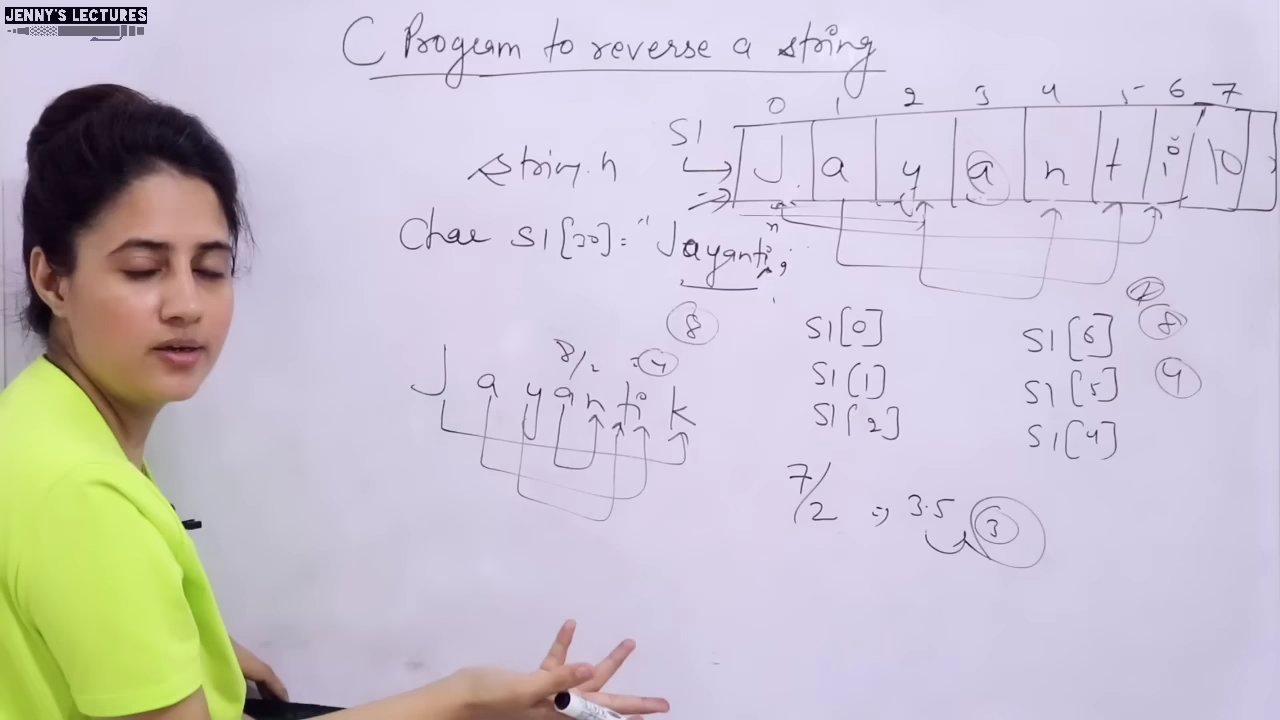 JENNY'S LECTURES
C Program to reverse a string
0 1 2 3 4 5 6 7
S1
J a y a n t i \0
string.h
Char S1[20] = "Jayanti";
8
8/2 = 4
J a y a n t i k
S1[0] S1[6] 8
S1[1] S1[5] 4
S1[2] S1[4]
7/2 => 3.5 3